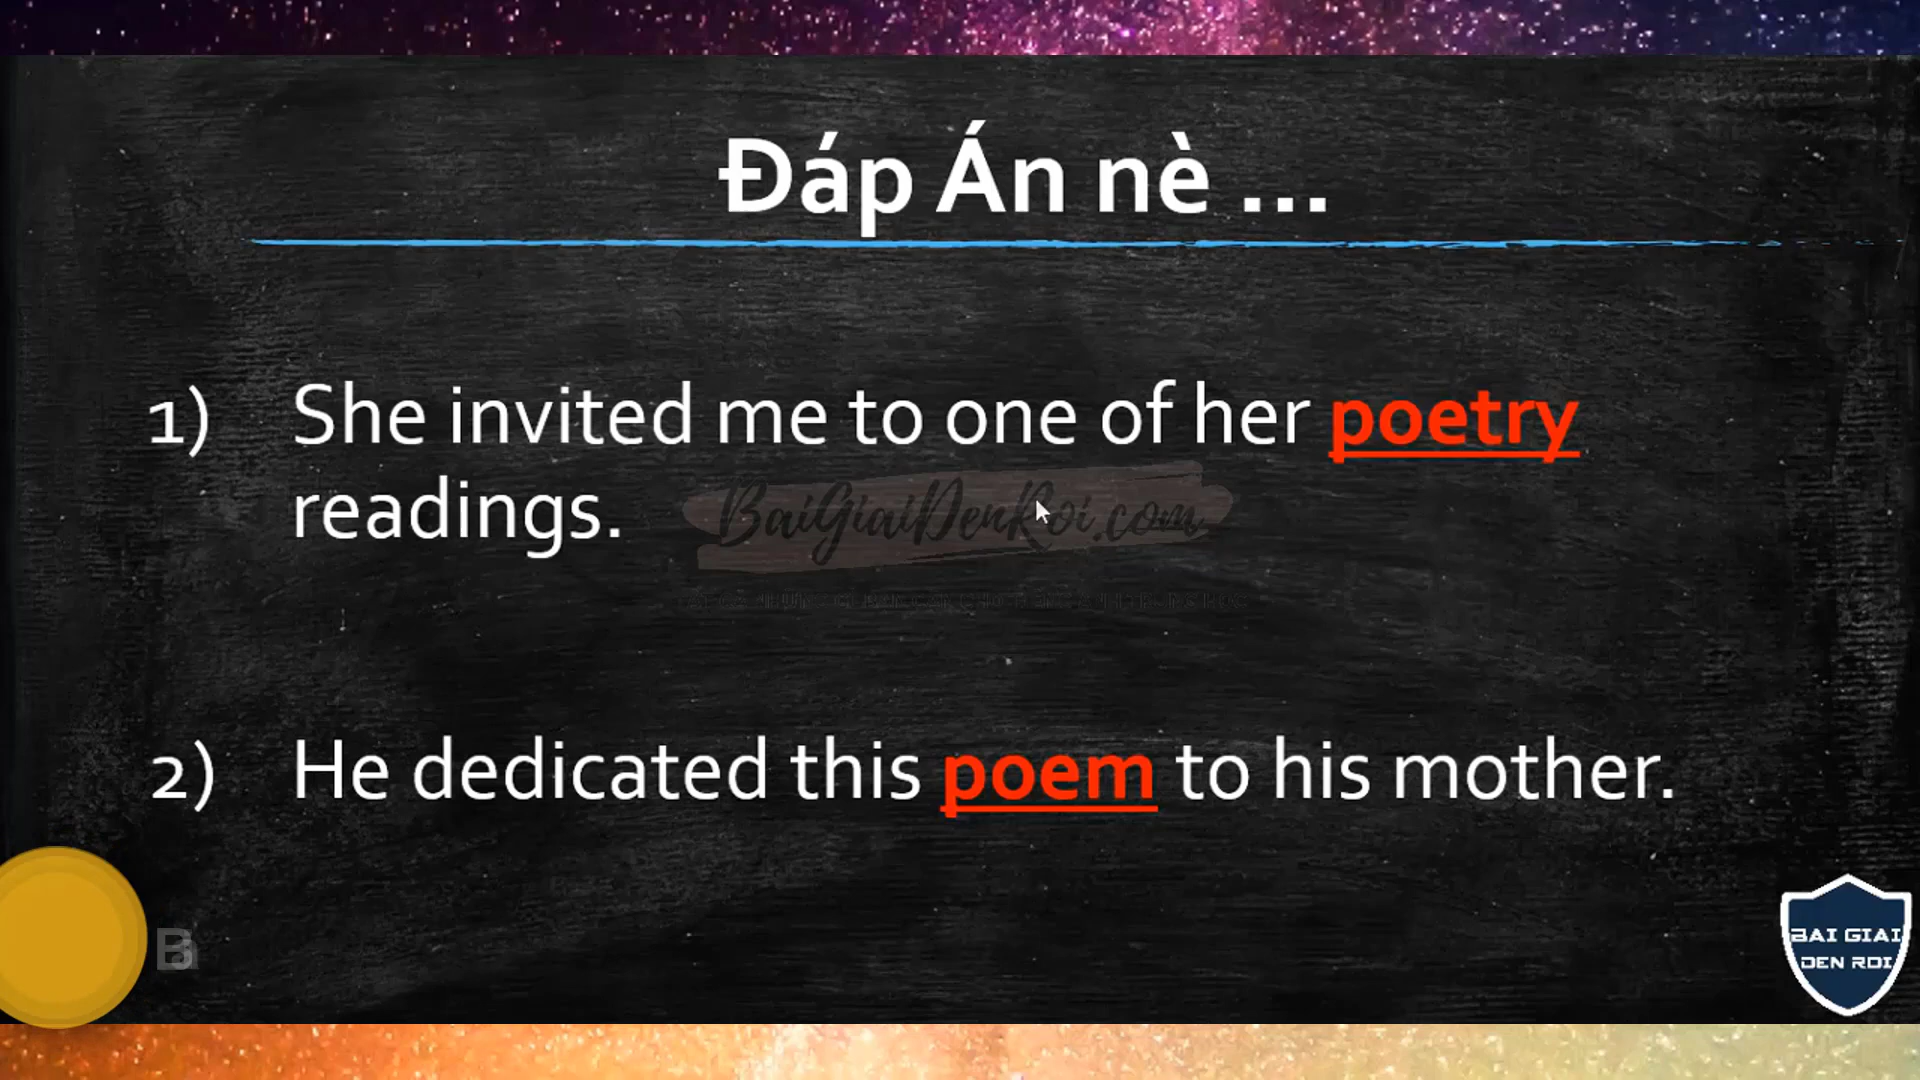 Đáp Án nè ...
1) She invited me to one of her poetry
readings.
BaiGiaiDenRoi.com
2) He dedicated this poem to his mother.
BAI GIAI
DEN ROI